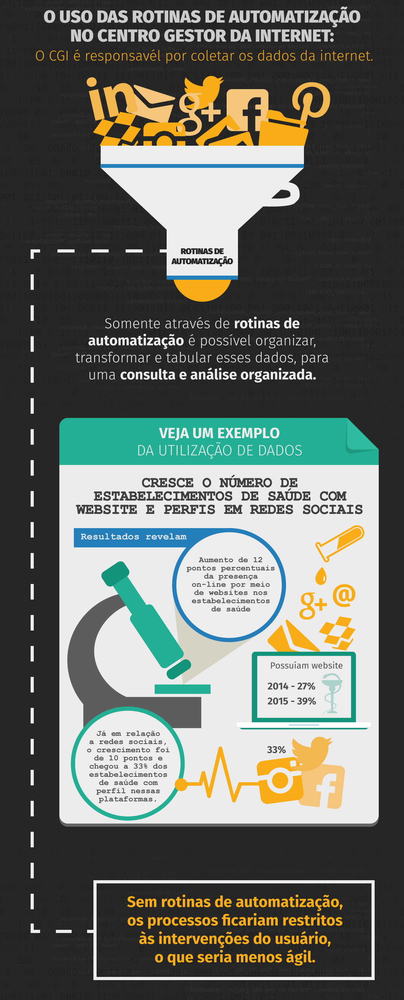 O USO DAS ROTINAS DE AUTOMATIZAÇÃO
NO CENTRO GESTOR DA INTERNET:
O CGI é responsavél por coletar os dados da internet.
in
g+
f
ROTINAS DE
AUTOMATIZAÇÃO
Somente através de rotinas de
automatização é possível organizar,
transformar e tabular esses dados, para
uma consulta e análise organizada.
VEJA UM EXEMPLO
DA UTILIZAÇÃO DE DADOS
CRESCE O NÚMERO DE
ESTABELECIMENTOS DE SAÚDE COM
WEBSITE E PERFIS EM REDES SOCIAIS
Resultados revelam
Aumento de 12
pontos percentuais
da presença
on-line por meio
de websites nos
estabelecimentos
de saúde
@
g+
Possuíam website
2014 - 27%
2015 - 39%
Já em relação
a redes sociais,
o crescimento foi
de 10 pontos e
chegou a 33% dos
estabelecimentos
de saúde com
perfil nessas
plataformas.
33%
f
Sem rotinas de automatização,
os processos ficariam restritos
às intervenções do usuário,
o que seria menos ágil.